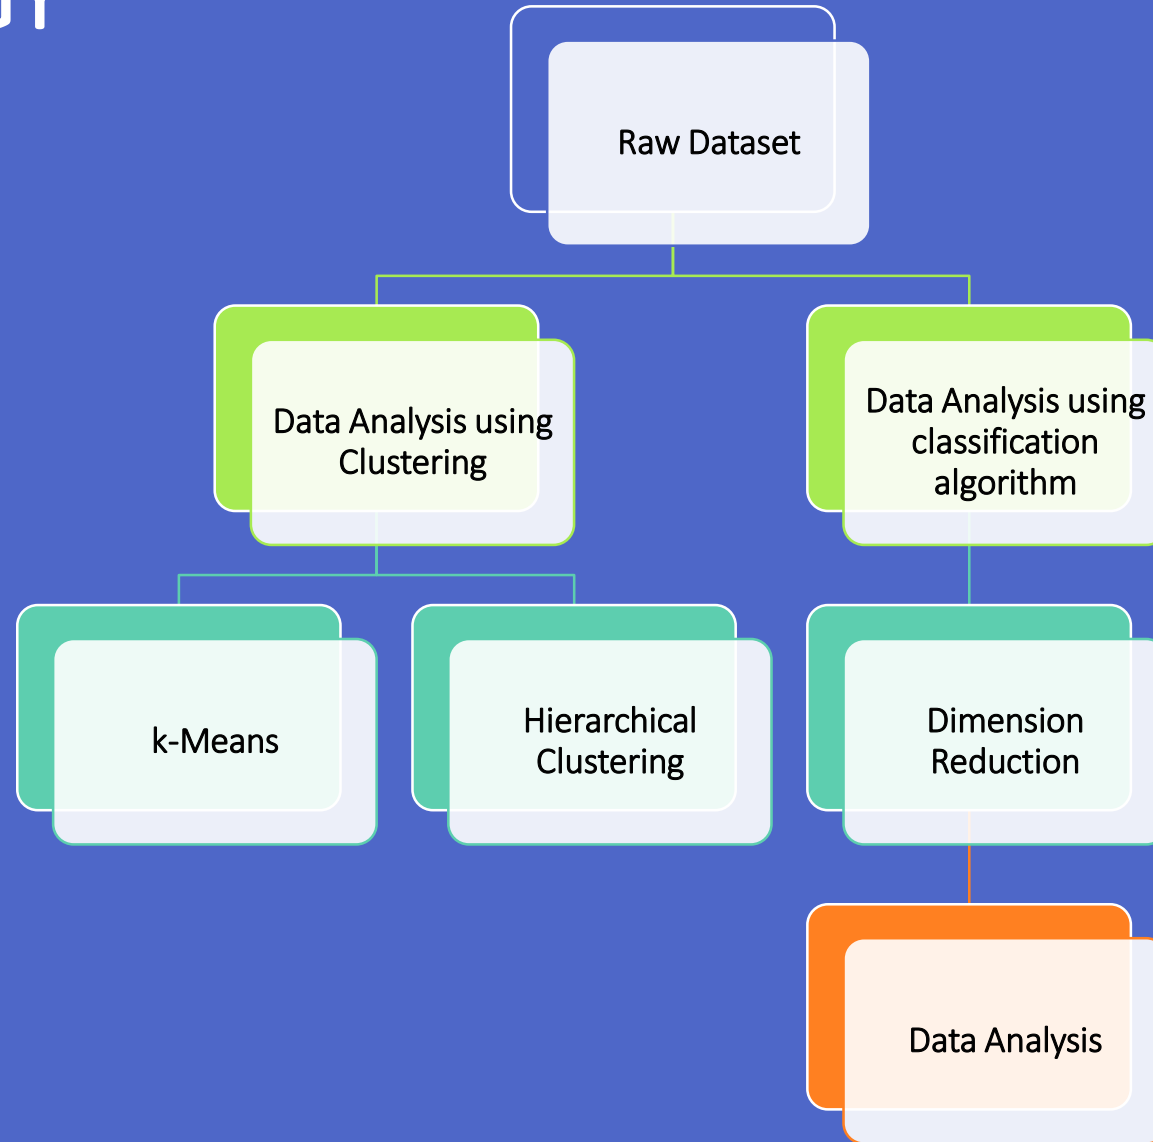 Raw Dataset
Data Analysis using
Clustering
Data Analysis using
classification
algorithm
k-Means
Hierarchical
Clustering
Dimension
Reduction
Data Analysis